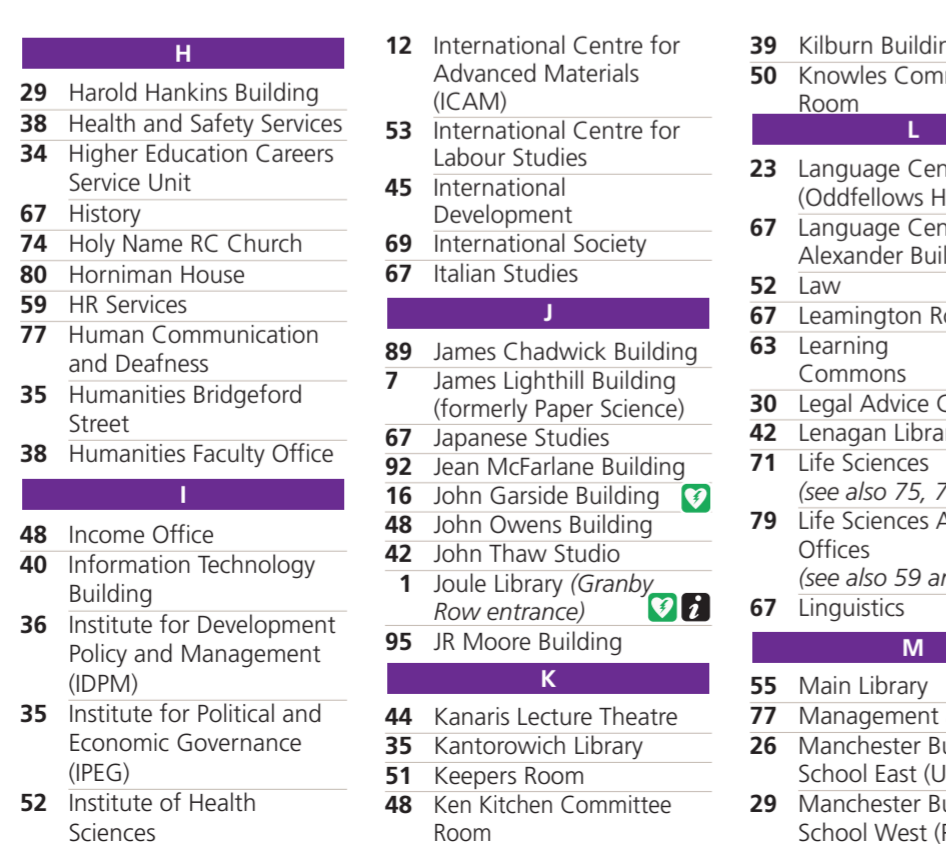 H
29 Harold Hankins Building
38 Health and Safety Services
34 Higher Education Careers
Service Unit
67 History
74 Holy Name RC Church
80 Horniman House
59 HR Services
77 Human Communication
and Deafness
35 Humanities Bridgeford
Street
38 Humanities Faculty Office
I
48 Income Office
40 Information Technology
Building
36 Institute for Development
Policy and Management
(IDPM)
35 Institute for Political and
Economic Governance
(IPEG)
52 Institute of Health
Sciences
12 International Centre for
Advanced Materials
(ICAM)
53 International Centre for
Labour Studies
45 International
Development
69 International Society
67 Italian Studies
J
89 James Chadwick Building
7 James Lighthill Building
(formerly Paper Science)
67 Japanese Studies
92 Jean McFarlane Building
16 John Garside Building
48 John Owens Building
42 John Thaw Studio
1 Joule Library (Granby
Row entrance) i
95 JR Moore Building
K
44 Kanaris Lecture Theatre
35 Kantorowich Library
51 Keepers Room
48 Ken Kitchen Committee
Room
39 Kilburn
50 Knowles
Room
L
23 Language
(Oddfellows
67 Language
Alexander
52 Law
67 Leamington
63 Learning
Commons
30 Legal Advice
42 Lenagan
71 Life Sciences
(see also 75,
79 Life Sciences
Offices
(see also 59
67 Linguistics
M
55 Main Library
77 Management
26 Manchester
School East
29 Manchester
School West